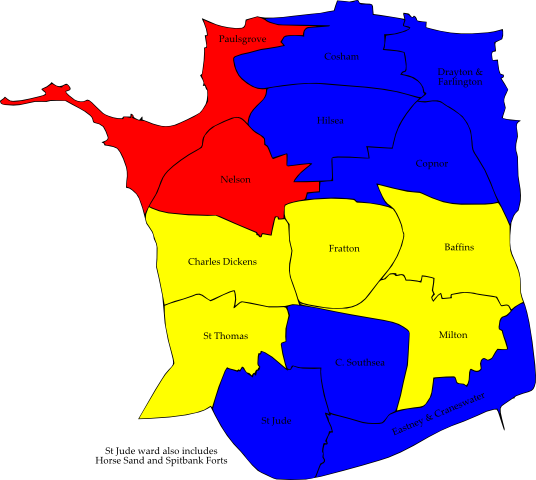 Paulsgrove
Cosham
Drayton &
Farlington
Hilsea
Copnor
Nelson
Charles Dickens
Fratton
Baffins
St Thomas
C. Southsea
Milton
St Jude
Eastney & Craneswater
St Jude ward also includes
Horse Sand and Spitbank Forts